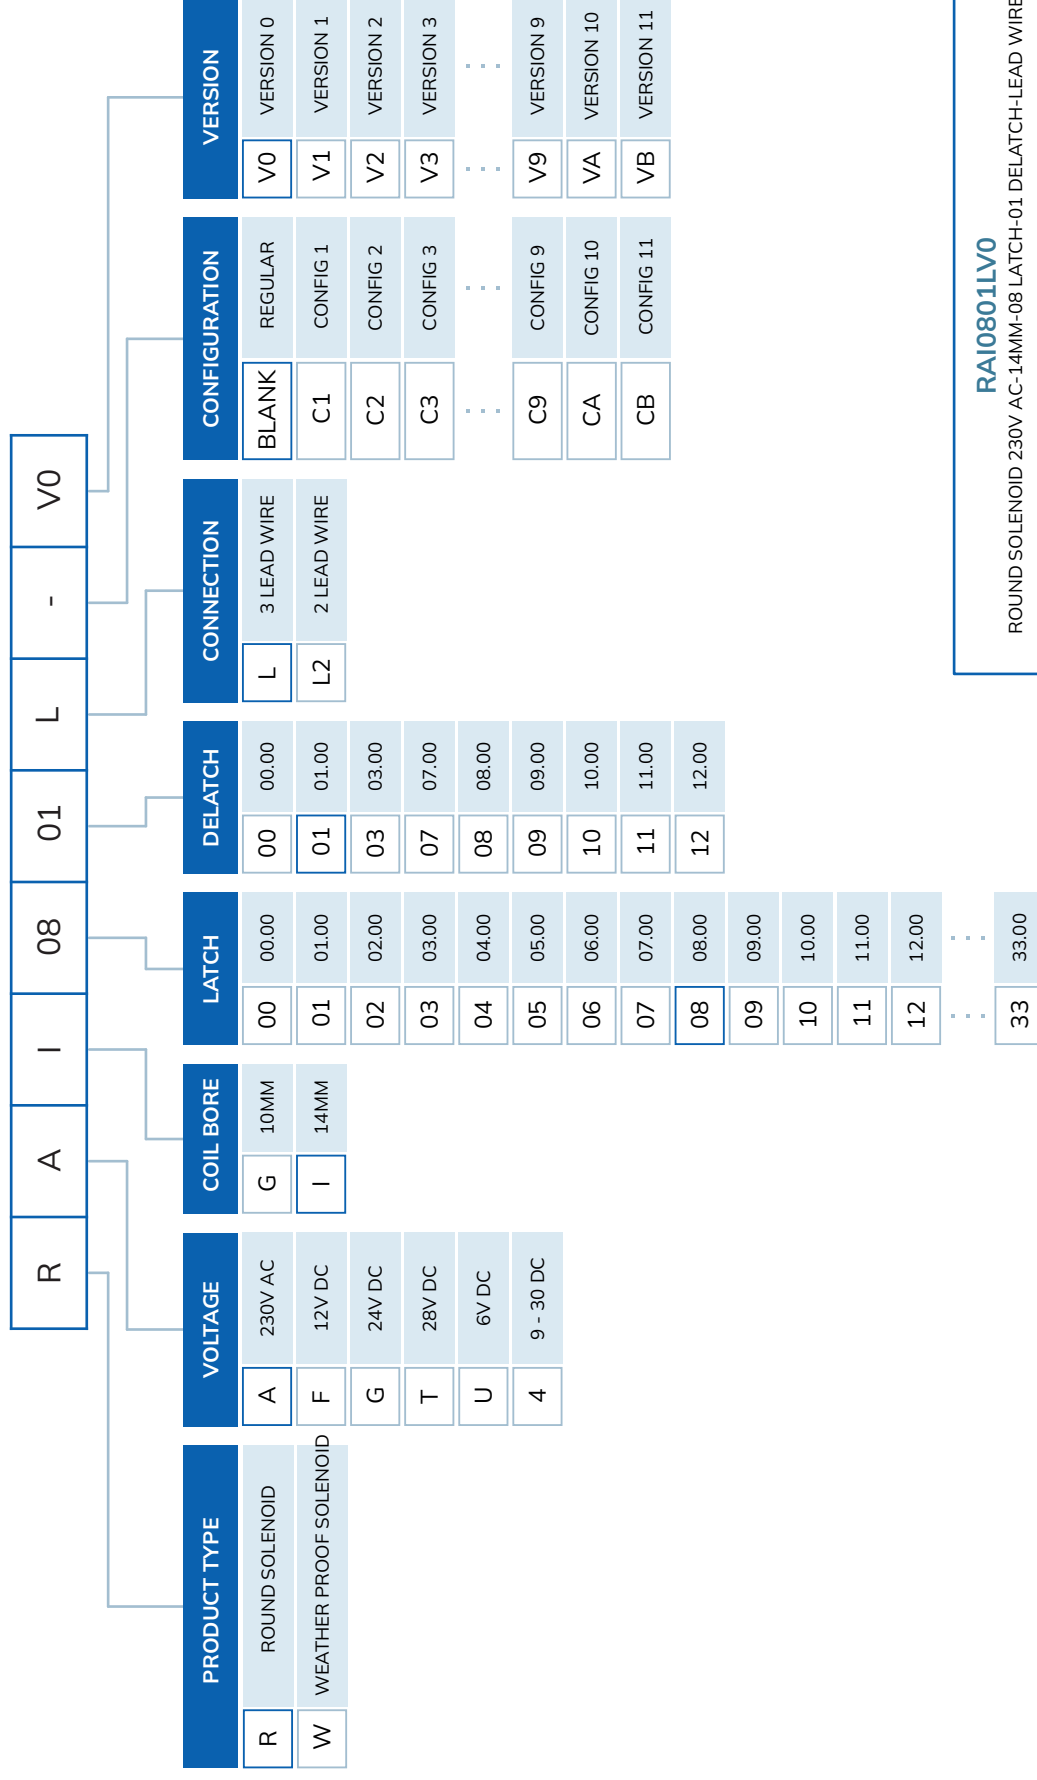 R A I 08 01 L - V0
PRODUCT TYPE
R ROUND SOLENOID
W WEATHER PROOF SOLENOID
VOLTAGE
A 230V AC
F 12V DC
G 24V DC
T 28V DC
U 6V DC
4 9 - 30 DC
COIL BORE
G 10MM
I 14MM
LATCH
00 00.00
01 01.00
02 02.00
03 03.00
04 04.00
05 05.00
06 06.00
07 07.00
08 08.00
09 09.00
10 10.00
11 11.00
12 12.00
... ...
33 33.00
DELATCH
00 00.00
01 01.00
03 03.00
07 07.00
08 08.00
09 09.00
10 10.00
11 11.00
12 12.00
CONNECTION
L 3 LEAD WIRE
L2 2 LEAD WIRE
CONFIGURATION
BLANK REGULAR
C1 CONFIG 1
C2 CONFIG 2
C3 CONFIG 3
... ...
C9 CONFIG 9
CA CONFIG 10
CB CONFIG 11
VERSION
V0 VERSION 0
V1 VERSION 1
V2 VERSION 2
V3 VERSION 3
... ...
V9 VERSION 9
VA VERSION 10
VB VERSION 11
RAI0801LV0
ROUND SOLENOID 230V AC-14MM-08 LATCH-01 DELATCH-LEAD WIRE